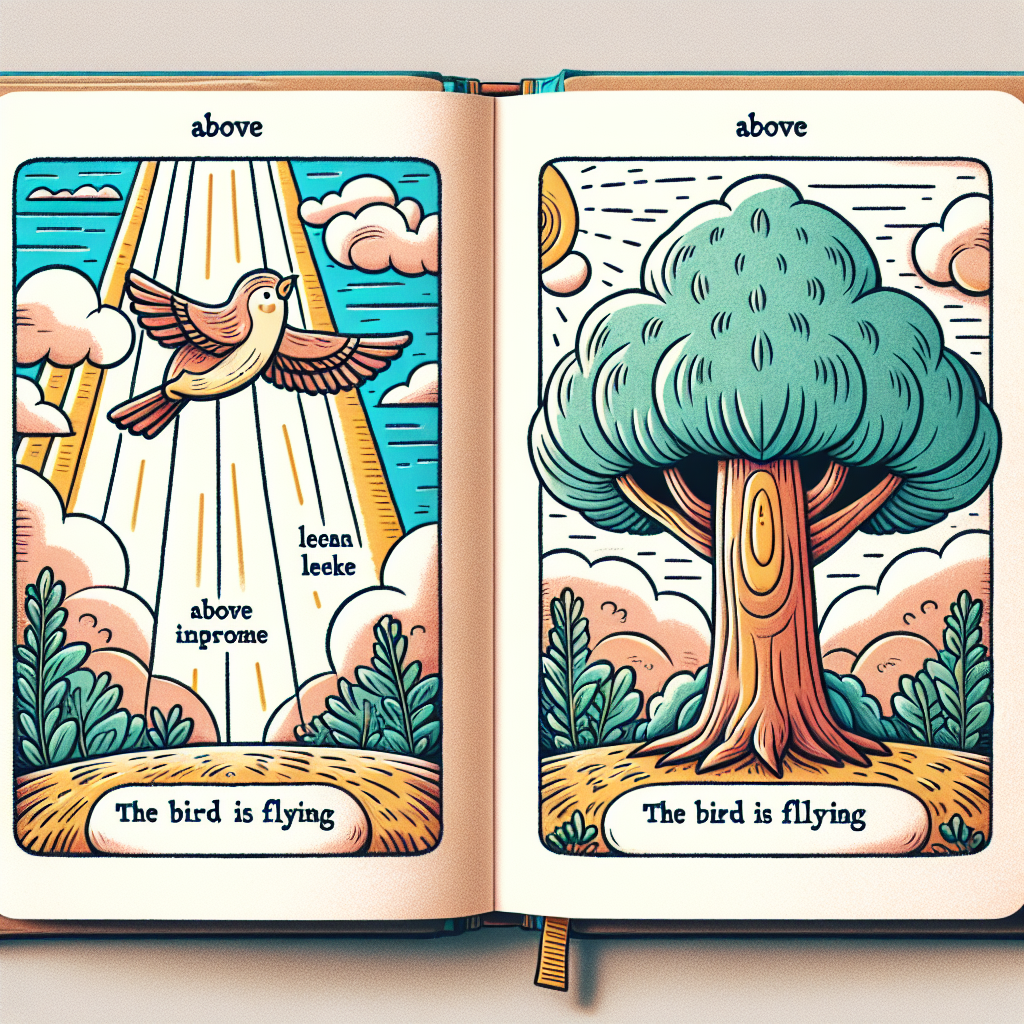 above
leean
leeke
above
inprome
The bird is flying
above
The bird is fllying